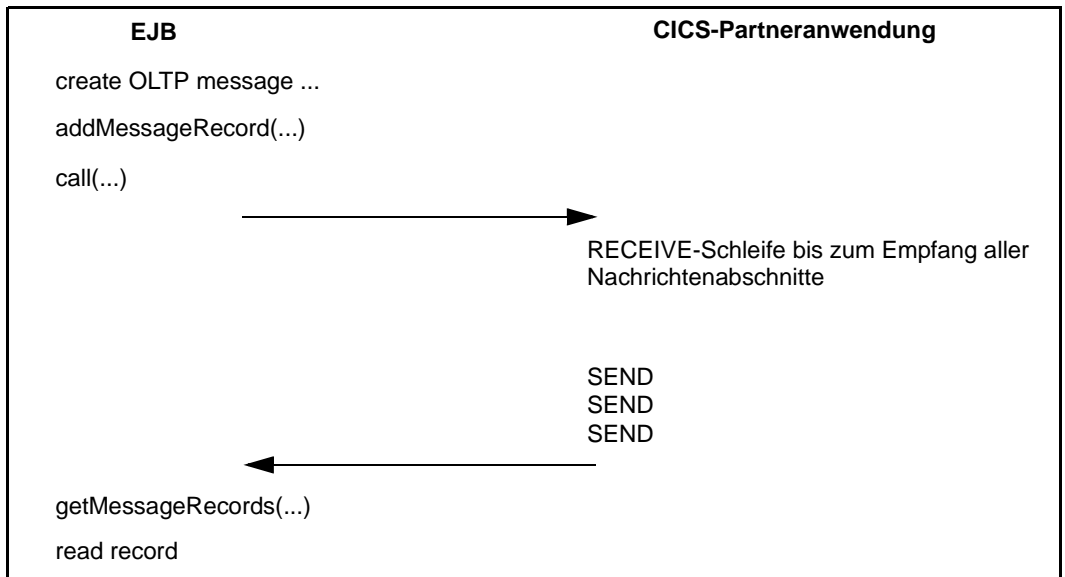 EJB
CICS-Partneranwendung
create OLTP message ...
addMessageRecord(...)
call(...)
RECEIVE-Schleife bis zum Empfang aller
Nachrichtenabschnitte
SEND
SEND
SEND
getMessageRecords(...)
read record